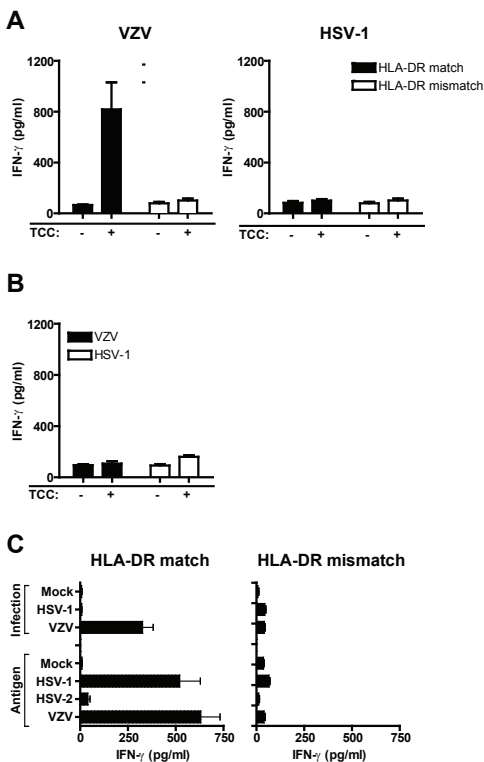 A
VZV
HSV-1
1200
800
400
0
IFN-γ (pg/ml)
TCC: - + - +
1200
800
400
0
IFN-γ (pg/ml)
HLA-DR match
HLA-DR mismatch
TCC: - + - +
B
1200
800
400
0
IFN-γ (pg/ml)
VZV
HSV-1
TCC: - + - +
C
HLA-DR match
HLA-DR mismatch
Infection
Mock
HSV-1
VZV
Antigen
Mock
HSV-1
HSV-2
VZV
0 250 500 750
IFN-γ (pg/ml)
0 250 500 750
IFN-γ (pg/ml)